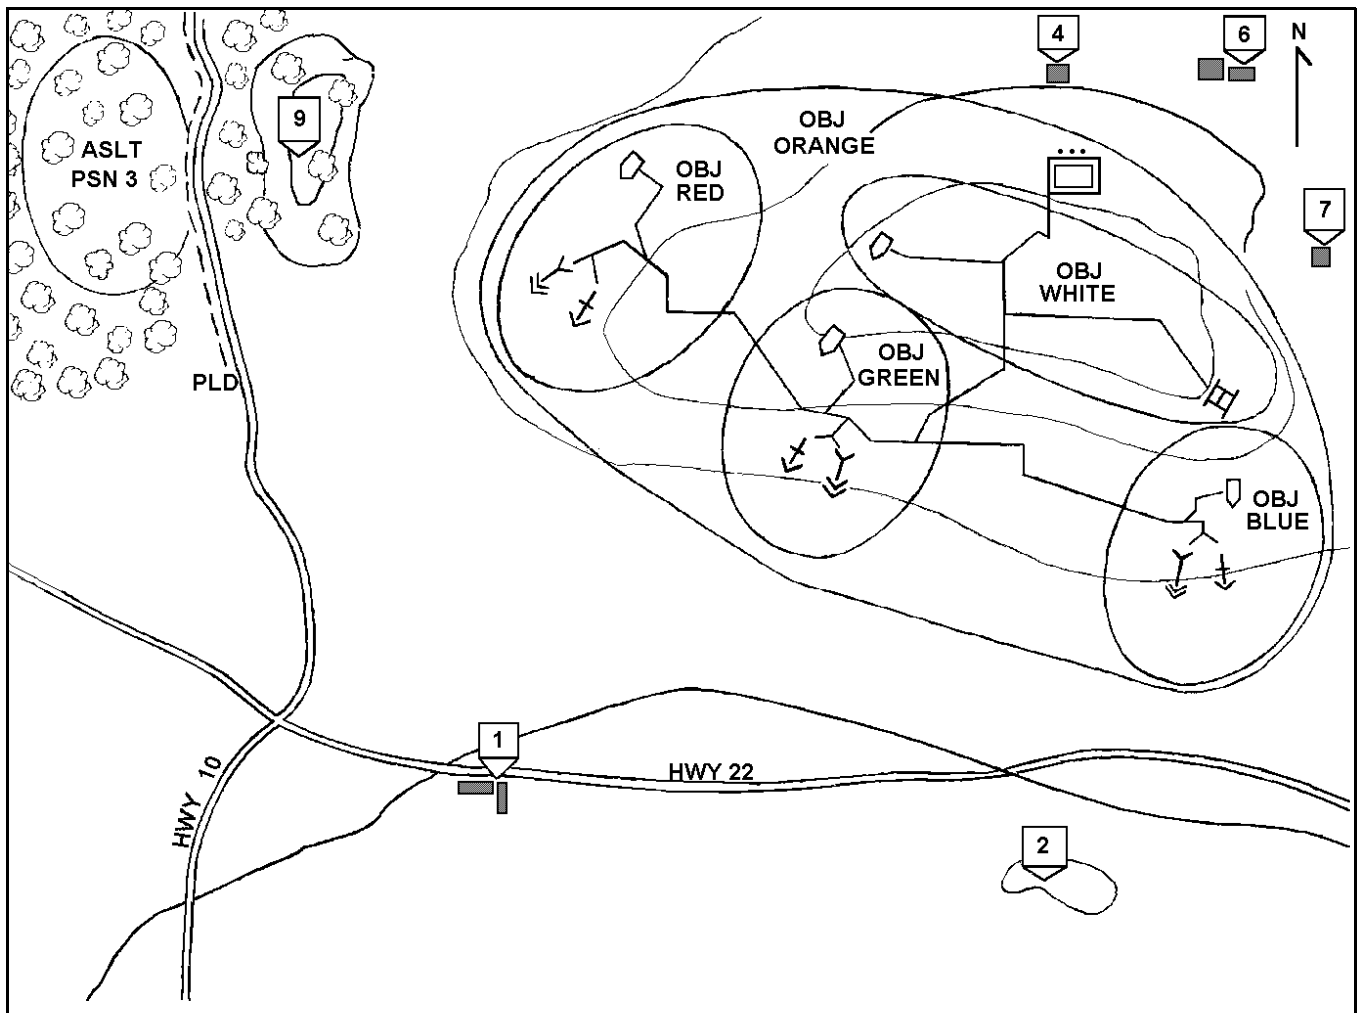 4
6
N
9
OBJ
ORANGE
ASLT
PSN 3
OBJ
RED
7
OBJ
WHITE
OBJ
GREEN
PLD
OBJ
BLUE
1
HWY 22
HWY 10
2